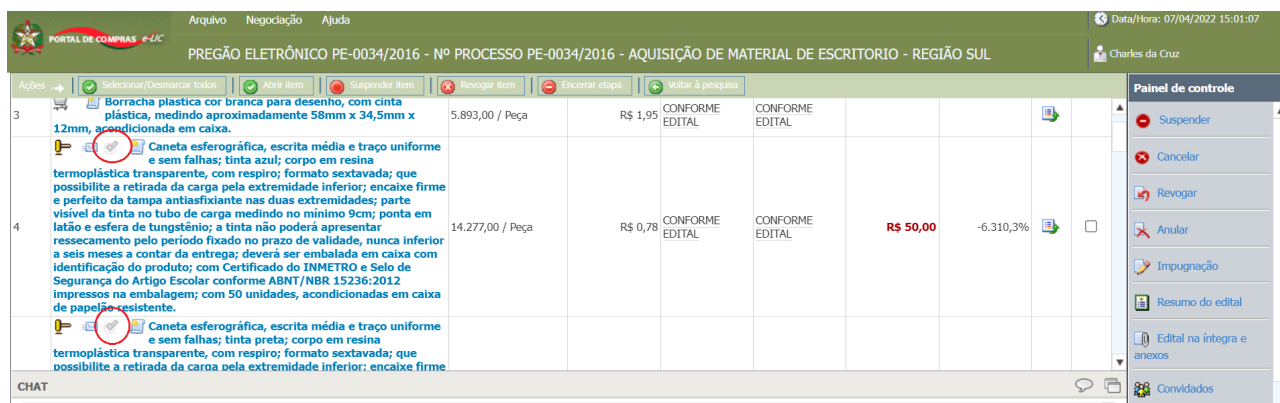 Arquivo Negociação Ajuda
Data/Hora: 07/04/2022 15:01:07
PORTAL DE COMPRAS e-LIC
PREGÃO ELETRÔNICO PE-0034/2016 - Nº PROCESSO PE-0034/2016 - AQUISIÇÃO DE MATERIAL DE ESCRITORIO - REGIÃO SUL
Charles da Cruz
Ações Selecionar/Desmarcar todos Abrir item Suspender item Revogar item Encerrar etapa Voltar à pesquisa
3
Borracha plástica cor branca para desenho, com cinta
plástica, medindo aproximadamente 58mm x 34,5mm x
12mm, acondicionada em caixa.
5.893,00 / Peça
R$ 1,95
CONFORME
EDITAL
CONFORME
EDITAL
4
Caneta esferográfica, escrita média e traço uniforme
e sem falhas; tinta azul; corpo em resina
termoplástica transparente, com respiro; formato sextavada; que
possibilite a retirada da carga pela extremidade inferior; encaixe firme
e perfeito da tampa antiasfixiante nas duas extremidades; parte
visível da tinta no tubo de carga medindo no mínimo 9cm; ponta em
latão e esfera de tungstênio; a tinta não poderá apresentar
ressecamento pelo período fixado no prazo de validade, nunca inferior
a seis meses a contar da entrega; deverá ser embalada em caixa com
identificação do produto; com Certificado do INMETRO e Selo de
Segurança do Artigo Escolar conforme ABNT/NBR 15236:2012
impressos na embalagem; com 50 unidades, acondicionadas em caixa
de papelão resistente.
14.277,00 / Peça
R$ 0,78
CONFORME
EDITAL
CONFORME
EDITAL
R$ 50,00
-6.310,3%
Caneta esferográfica, escrita média e traço uniforme
e sem falhas; tinta preta; corpo em resina
termoplástica transparente, com respiro; formato sextavada; que
possibilite a retirada da carga pela extremidade inferior; encaixe firme
CHAT
Painel de controle
Suspender
Cancelar
Revogar
Anular
Impugnação
Resumo do edital
Edital na íntegra e
anexos
Convidados